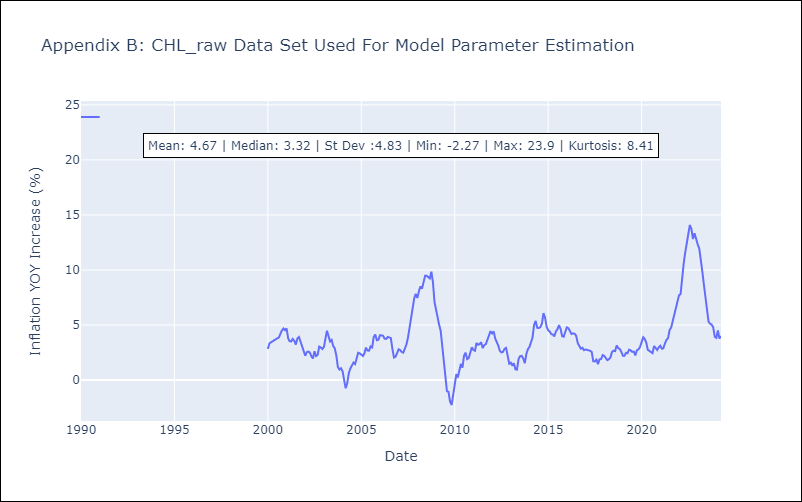 Appendix B: CHL_raw Data Set Used For Model Parameter Estimation
25
Mean: 4.67 | Median: 3.32 | St Dev :4.83 | Min: -2.27 | Max: 23.9 | Kurtosis: 8.41
20
15
10
5
0
Inflation YOY Increase (%)
1990 1995 2000 2005 2010 2015 2020
Date